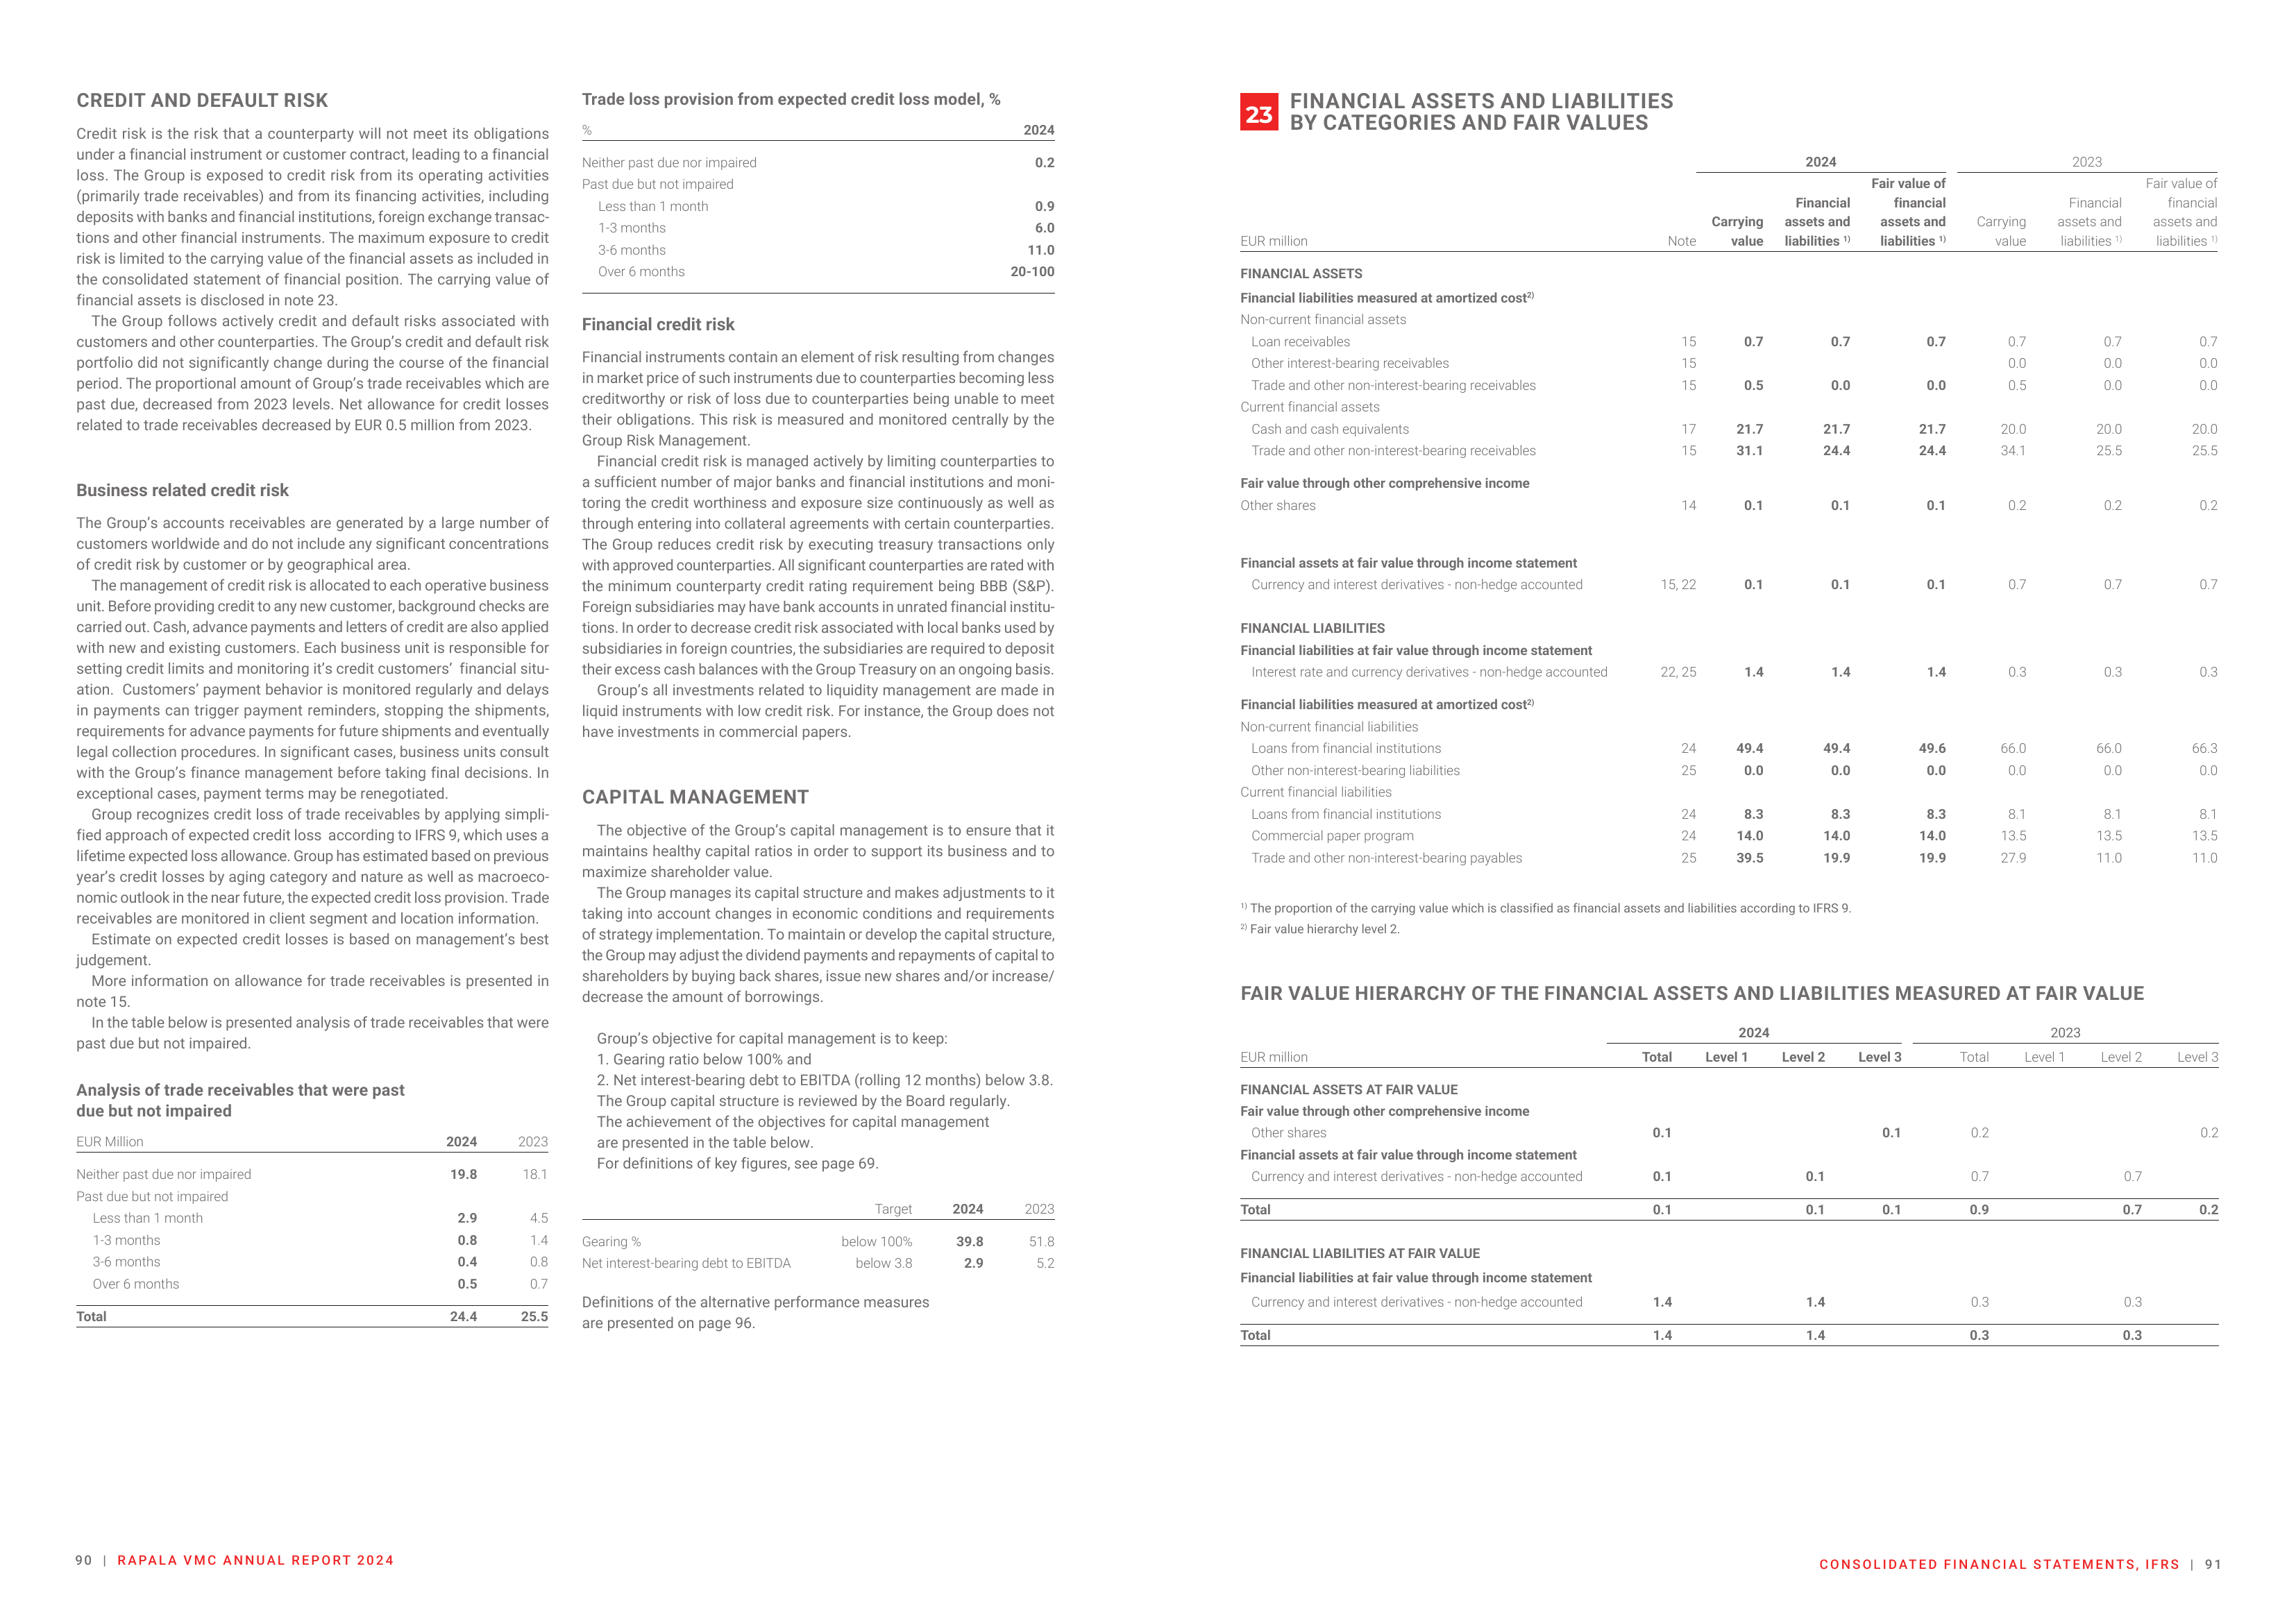 CREDIT AND DEFAULT RISK
Credit risk is the risk that a counterparty will not meet its obligations
under a financial instrument or customer contract, leading to a financial
loss. The Group is exposed to credit risk from its operating activities
(primarily trade receivables) and from its financing activities, including
deposits with banks and financial institutions, foreign exchange transac-
tions and other financial instruments. The maximum exposure to credit
risk is limited to the carrying value of the financial assets as included in
the consolidated statement of financial position. The carrying value of
financial assets is disclosed in note 23.
The Group follows actively credit and default risks associated with
customers and other counterparties. The Group's credit and default risk
portfolio did not significantly change during the course of the financial
period. The proportional amount of Group's trade receivables which are
past due, decreased from 2023 levels. Net allowance for credit losses
related to trade receivables decreased by EUR 0.5 million from 2023.
Business related credit risk
The Group's accounts receivables are generated by a large number of
customers worldwide and do not include any significant concentrations
of credit risk by customer or by geographical area.
The management of credit risk is allocated to each operative business
unit. Before providing credit to any new customer, background checks are
carried out. Cash, advance payments and letters of credit are also applied
with new and existing customers. Each business unit is responsible for
setting credit limits and monitoring it's credit customers' financial situ-
ation. Customers' payment behavior is monitored regularly and delays
in payments can trigger payment reminders, stopping the shipments,
requirements for advance payments for future shipments and eventually
legal collection procedures. In significant cases, business units consult
with the Group's finance management before taking final decisions. In
exceptional cases, payment terms may be renegotiated.
Group recognizes credit loss of trade receivables by applying simpli-
fied approach of expected credit loss according to IFRS 9, which uses a
lifetime expected loss allowance. Group has estimated based on previous
year's credit losses by aging category and nature as well as macroeco-
nomic outlook in the near future, the expected credit loss provision. Trade
receivables are monitored in client segment and location information.
Estimate on expected credit losses is based on management's best
judgement.
More information on allowance for trade receivables is presented in
note 15.
In the table below is presented analysis of trade receivables that were
past due but not impaired.
Analysis of trade receivables that were past
due but not impaired
EUR Million 2024 2023
Neither past due nor impaired 19.8 18.1
Past due but not impaired
Less than 1 month 2.9 4.5
1-3 months 0.8 1.4
3-6 months 0.4 0.8
Over 6 months 0.5 0.7
Total 24.4 25.5
Trade loss provision from expected credit loss model, %
% 2024
Neither past due nor impaired 0.2
Past due but not impaired
Less than 1 month 0.9
1-3 months 6.0
3-6 months 11.0
Over 6 months 20-100
Financial credit risk
Financial instruments contain an element of risk resulting from changes
in market price of such instruments due to counterparties becoming less
creditworthy or risk of loss due to counterparties being unable to meet
their obligations. This risk is measured and monitored centrally by the
Group Risk Management.
Financial credit risk is managed actively by limiting counterparties to
a sufficient number of major banks and financial institutions and moni-
toring the credit worthiness and exposure size continuously as well as
through entering into collateral agreements with certain counterparties.
The Group reduces credit risk by executing treasury transactions only
with approved counterparties. All significant counterparties are rated with
the minimum counterparty credit rating requirement being BBB (S&P).
Foreign subsidiaries may have bank accounts in unrated financial institu-
tions. In order to decrease credit risk associated with local banks used by
subsidiaries in foreign countries, the subsidiaries are required to deposit
their excess cash balances with the Group Treasury on an ongoing basis.
Group's all investments related to liquidity management are made in
liquid instruments with low credit risk. For instance, the Group does not
have investments in commercial papers.
CAPITAL MANAGEMENT
The objective of the Group's capital management is to ensure that it
maintains healthy capital ratios in order to support its business and to
maximize shareholder value.
The Group manages its capital structure and makes adjustments to it
taking into account changes in economic conditions and requirements
of strategy implementation. To maintain or develop the capital structure,
the Group may adjust the dividend payments and repayments of capital to
shareholders by buying back shares, issue new shares and/or increase/
decrease the amount of borrowings.
Group's objective for capital management is to keep:
1. Gearing ratio below 100% and
2. Net interest-bearing debt to EBITDA (rolling 12 months) below 3.8.
The Group capital structure is reviewed by the Board regularly.
The achievement of the objectives for capital management
are presented in the table below.
For definitions of key figures, see page 69.
Target 2024 2023
Gearing % below 100% 39.8 51.8
Net interest-bearing debt to EBITDA below 3.8 2.9 5.2
Definitions of the alternative performance measures
are presented on page 96.
90 | RAPALA VMC ANNUAL REPORT 2024
23 FINANCIAL ASSETS AND LIABILITIES
BY CATEGORIES AND FAIR VALUES
2024 2023
Fair value of Fair value of
Financial financial Financial financial
Carrying assets and assets and Carrying assets and assets and
EUR million Note value liabilities 1) liabilities 1) value liabilities 1) liabilities 1)
FINANCIAL ASSETS
Financial liabilities measured at amortized cost2)
Non-current financial assets
Loan receivables 15 0.7 0.7 0.7 0.7 0.7 0.7
Other interest-bearing receivables 15 0.0 0.0 0.0
Trade and other non-interest-bearing receivables 15 0.5 0.0 0.0 0.5 0.0 0.0
Current financial assets
Cash and cash equivalents 17 21.7 21.7 21.7 20.0 20.0 20.0
Trade and other non-interest-bearing receivables 15 31.1 24.4 24.4 34.1 25.5 25.5
Fair value through other comprehensive income
Other shares 14 0.1 0.1 0.1 0.2 0.2 0.2
Financial assets at fair value through income statement
Currency and interest derivatives - non-hedge accounted 15, 22 0.1 0.1 0.1 0.7 0.7 0.7
FINANCIAL LIABILITIES
Financial liabilities at fair value through income statement
Interest rate and currency derivatives - non-hedge accounted 22, 25 1.4 1.4 1.4 0.3 0.3 0.3
Financial liabilities measured at amortized cost2)
Non-current financial liabilities
Loans from financial institutions 24 49.4 49.4 49.6 66.0 66.0 66.3
Other non-interest-bearing liabilities 25 0.0 0.0 0.0 0.0 0.0 0.0
Current financial liabilities
Loans from financial institutions 24 8.3 8.3 8.3 8.1 8.1 8.1
Commercial paper program 24 14.0 14.0 14.0 13.5 13.5 13.5
Trade and other non-interest-bearing payables 25 39.5 19.9 19.9 27.9 11.0 11.0
1) The proportion of the carrying value which is classified as financial assets and liabilities according to IFRS 9.
2) Fair value hierarchy level 2.
FAIR VALUE HIERARCHY OF THE FINANCIAL ASSETS AND LIABILITIES MEASURED AT FAIR VALUE
2024 2023
EUR million Total Level 1 Level 2 Level 3 Total Level 1 Level 2 Level 3
FINANCIAL ASSETS AT FAIR VALUE
Fair value through other comprehensive income
Other shares 0.1 0.1 0.2 0.2
Financial assets at fair value through income statement
Currency and interest derivatives - non-hedge accounted 0.1 0.1 0.7 0.7
Total 0.1 0.1 0.1 0.9 0.7 0.2
FINANCIAL LIABILITIES AT FAIR VALUE
Financial liabilities at fair value through income statement
Currency and interest derivatives - non-hedge accounted 1.4 1.4 0.3 0.3
Total 1.4 1.4 0.3 0.3
CONSOLIDATED FINANCIAL STATEMENTS, IFRS | 91